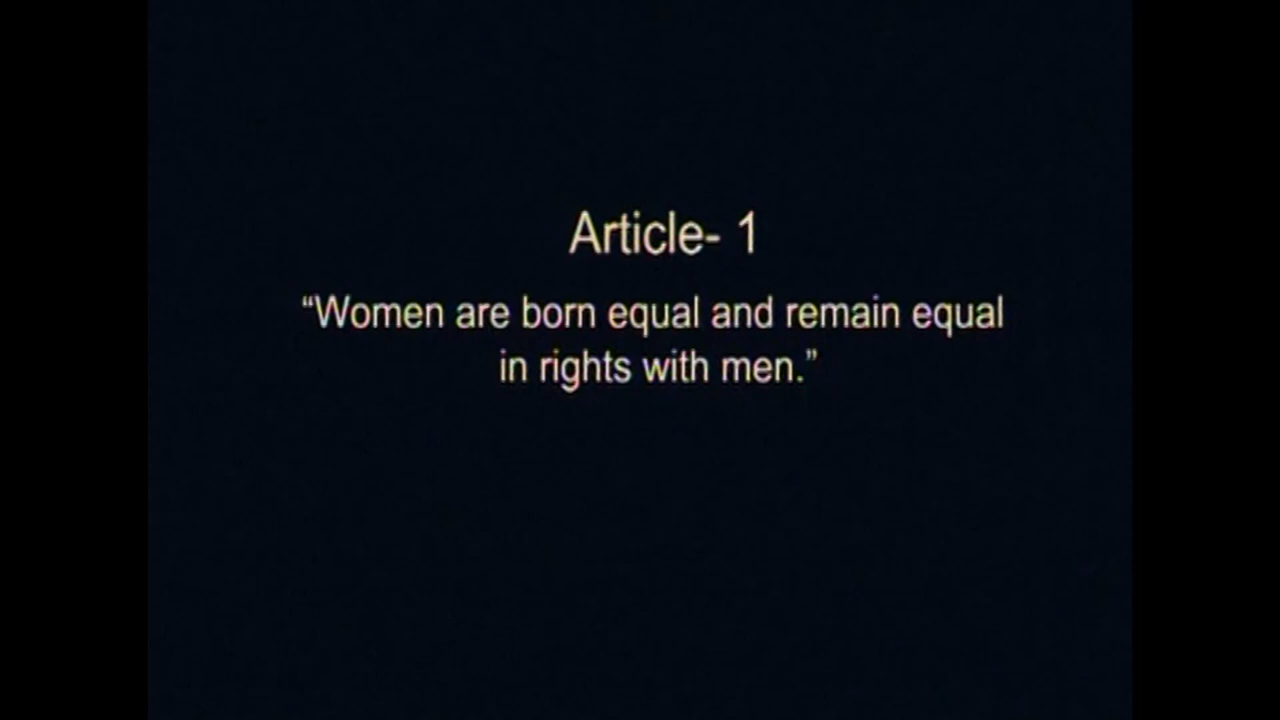 Article- 1
“Women are born equal and remain equal
in rights with men.”